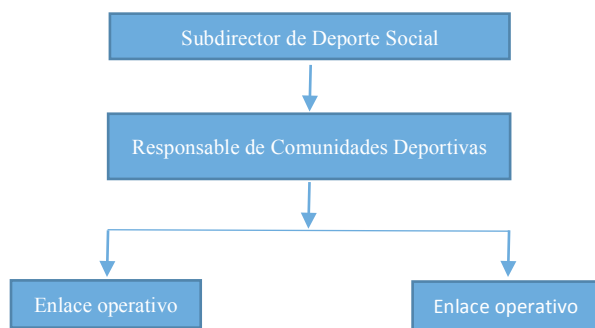 Subdirector de Deporte Social
Responsable de Comunidades Deportivas
Enlace operativo
Enlace operativo